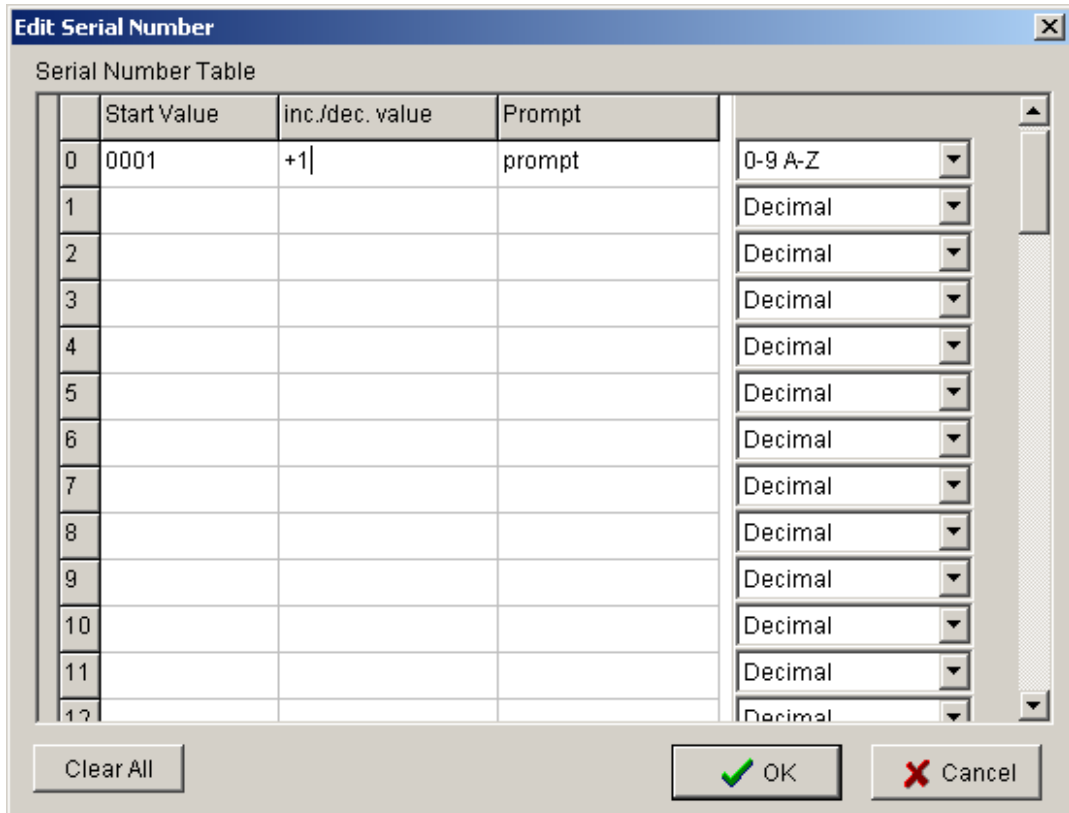 Edit Serial Number
Serial Number Table
Start Value inc./dec. value Prompt
0 0001 +1 prompt 0-9 A-Z
1 Decimal
2 Decimal
3 Decimal
4 Decimal
5 Decimal
6 Decimal
7 Decimal
8 Decimal
9 Decimal
10 Decimal
11 Decimal
12 Decimal
Clear All OK Cancel